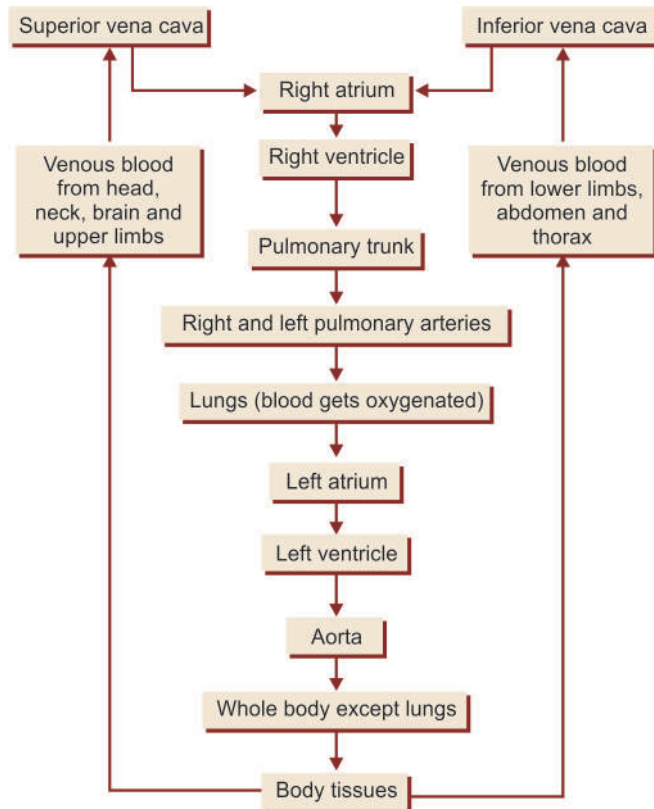 Superior vena cava
Inferior vena cava
Right atrium
Right ventricle
Venous blood
from head,
neck, brain and
upper limbs
Venous blood
from lower limbs,
abdomen and
thorax
Pulmonary trunk
Right and left pulmonary arteries
Lungs (blood gets oxygenated)
Left atrium
Left ventricle
Aorta
Whole body except lungs
Body tissues